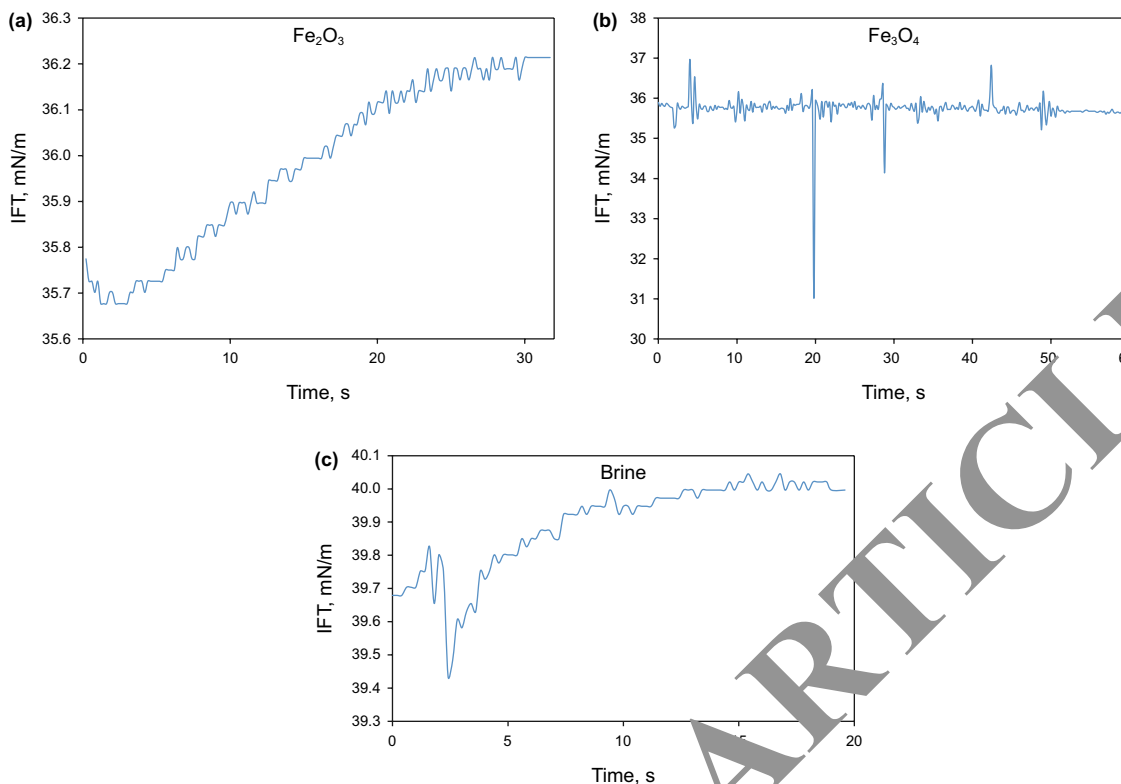 (a)
Fe₂O₃
IFT, mN/m
36.3
36.2
36.1
36.0
35.9
35.8
35.7
35.6
0 10 20 30
Time, s
(b)
Fe₃O₄
IFT, mN/m
38
37
36
35
34
33
32
31
30
0 10 20 30 40 50
Time, s
(c)
Brine
IFT, mN/m
40.1
40.0
39.9
39.8
39.7
39.6
39.5
39.4
39.3
0 5 10 15 20
Time, s
ARTICL